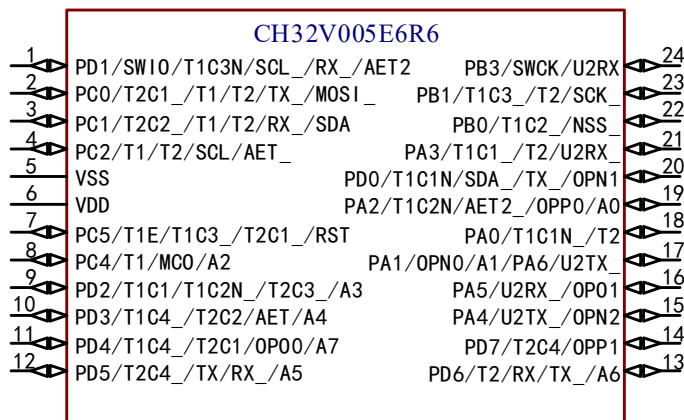 CH32V005E6R6
1 PD1/SWIO/T1C3N/SCL_/RX_/AET2 PB3/SWCK/U2RX 24
2 PC0/T2C1_/T1/T2/TX_/MOSI_ PB1/T1C3_/T2/SCK_ 23
3 PC1/T2C2_/T1/T2/RX_/SDA PB0/T1C2_/NSS_ 22
4 PC2/T1/T2/SCL/AET_ PA3/T1C1_/T2/U2RX_ 21
5 VSS PD0/T1C1N/SDA_/TX_/OPN1 20
6 VDD PA2/T1C2N/AET2_/OPP0/A0 19
7 PC5/T1E/T1C3_/T2C1_/RST PA0/T1C1N_/T2 18
8 PC4/T1/MCO/A2 PA1/OPN0/A1/PA6/U2TX_ 17
9 PD2/T1C1/T1C2N_/T2C3_/A3 PA5/U2RX_/OPO1 16
10 PD3/T1C4_/T2C2/AET/A4 PA4/U2TX_/OPN2 15
11 PD4/T1C4_/T2C1/OPO0/A7 PD7/T2C4/OPP1 14
12 PD5/T2C4_/TX/RX_/A5 PD6/T2/RX/TX_/A6 13